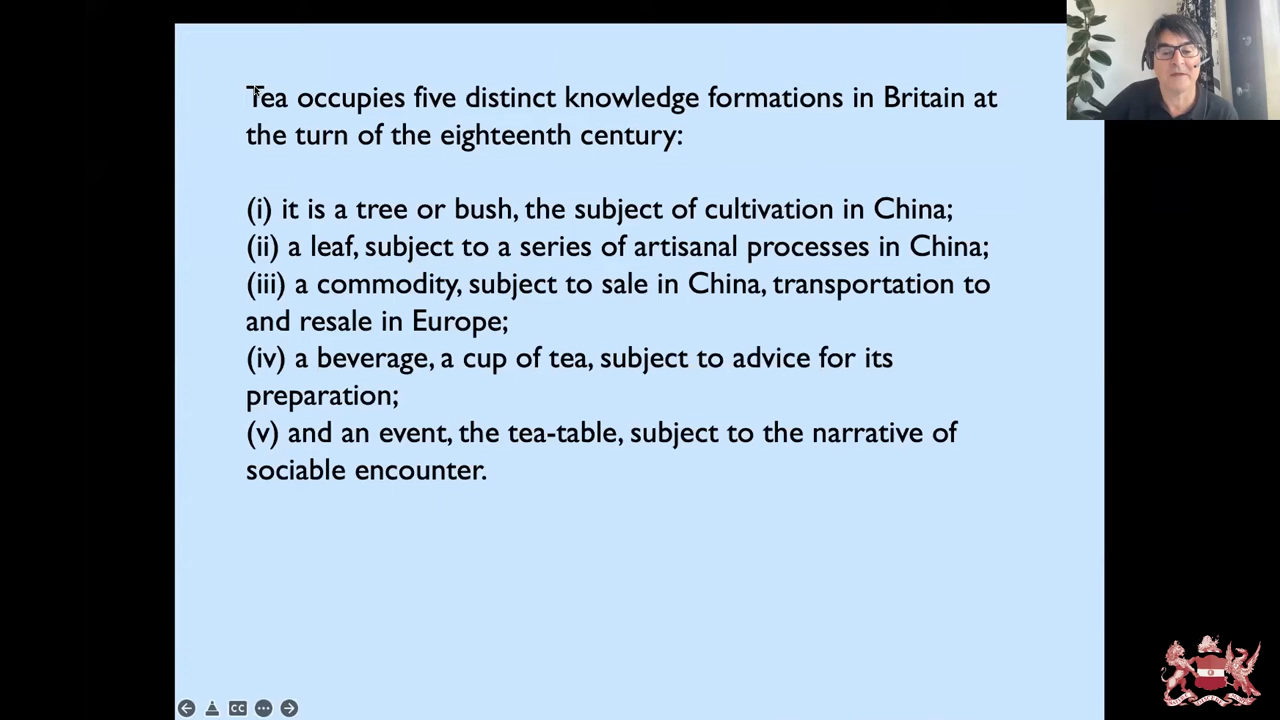 Tea occupies five distinct knowledge formations in Britain at
the turn of the eighteenth century:
(i) it is a tree or bush, the subject of cultivation in China;
(ii) a leaf, subject to a series of artisanal processes in China;
(iii) a commodity, subject to sale in China, transportation to
and resale in Europe;
(iv) a beverage, a cup of tea, subject to advice for its
preparation;
(v) and an event, the tea-table, subject to the narrative of
sociable encounter.
CC